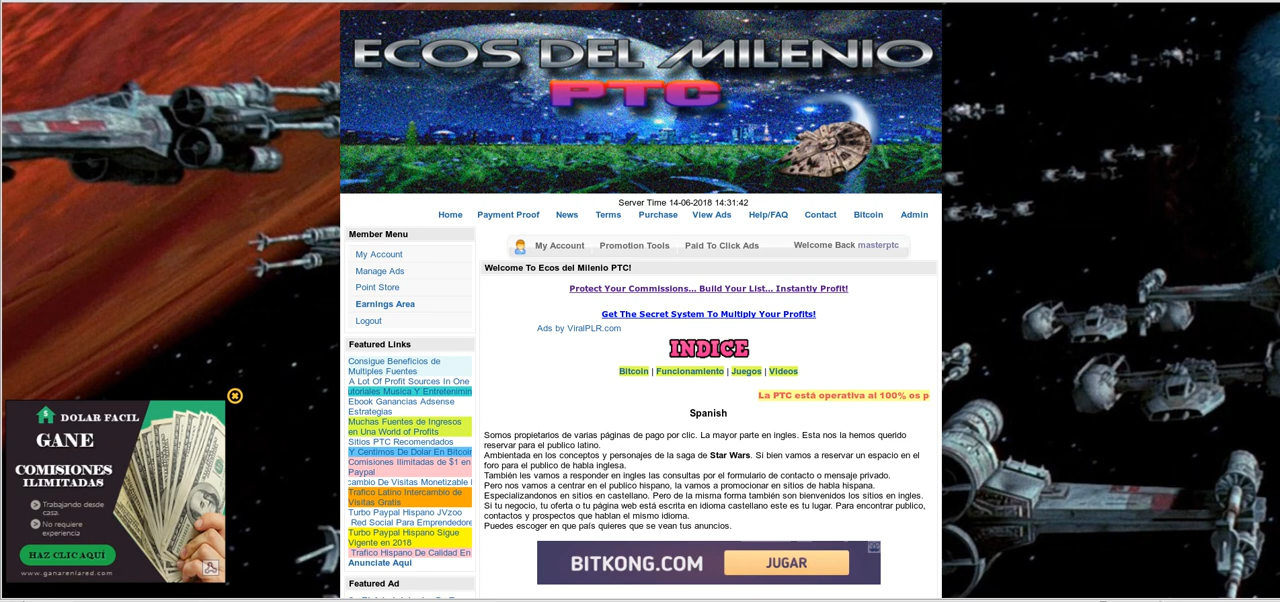 ECOS DEL MILENIO
PTC
Server Time 14-06-2018 14:31:42
Home Payment Proof News Terms Purchase View Ads Help/FAQ Contact Bitcoin Admin
Member Menu
My Account
Manage Ads
Point Store
Earnings Area
Logout
Featured Links
Consigue Beneficios de
Multiples Fuentes
A Lot Of Profit Sources In One
utoriales Musica Y Entretenimin
Ebook Ganancias Adsense
Estrategias
Muchas Fuentes de Ingresos
en Una World of Profits
Sitios PTC Recomendados
Y Centimos De Dolar En Bitcoin
Comisiones Ilimitadas de $1 en
Paypal
cambio De Visitas Monetizable
Trafico Latino Intercambio de
Visitas Gratis
Turbo Paypal Hispano JVzoo
Red Social Para Emprendedore
Turbo Paypal Hispano Sigue
Vigente en 2018
Trafico Hispano De Calidad En
Anunciate Aqui
Featured Ad
My Account Promotion Tools Paid To Click Ads Welcome Back masterptc
Welcome To Ecos del Milenio PTC!
Protect Your Commissions... Build Your List... Instantly Profit!
Get The Secret System To Multiply Your Profits!
Ads by ViralPLR.com
INDICE
Bitcoin | Funcionamiento | Juegos | Videos
La PTC está operativa al 100% os p
Spanish
Somos propietarios de varias páginas de pago por clic. La mayor parte en ingles. Esta nos la hemos querido
reservar para el publico latino.
Ambientada en los conceptos y personajes de la saga de Star Wars. Si bien vamos a reservar un espacio en el
foro para el publico de habla inglesa.
También les vamos a responder en ingles las consultas por el formulario de contacto o mensaje privado.
Pero nos vamos a centrar en el publico hispano, la vamos a promocionar en sitios de habla hispana.
Especializandonos en sitios en castellano. Pero de la misma forma también son bienvenidos los sitios en ingles.
Si tu negocio, tu oferta o tu página web está escrita en idioma castellano este es tu lugar. Para encontrar publico,
contactos y prospectos que hablan el mismo idioma.
Puedes escoger en que país quieres que se vean tus anuncios.
BITKONG.COM JUGAR
DOLAR FACIL
GANE
COMISIONES
ILIMITADAS
Trabajando desde
casa.
No requiere
experiencia
HAZ CLIC AQUÍ
www.ganarenlared.com